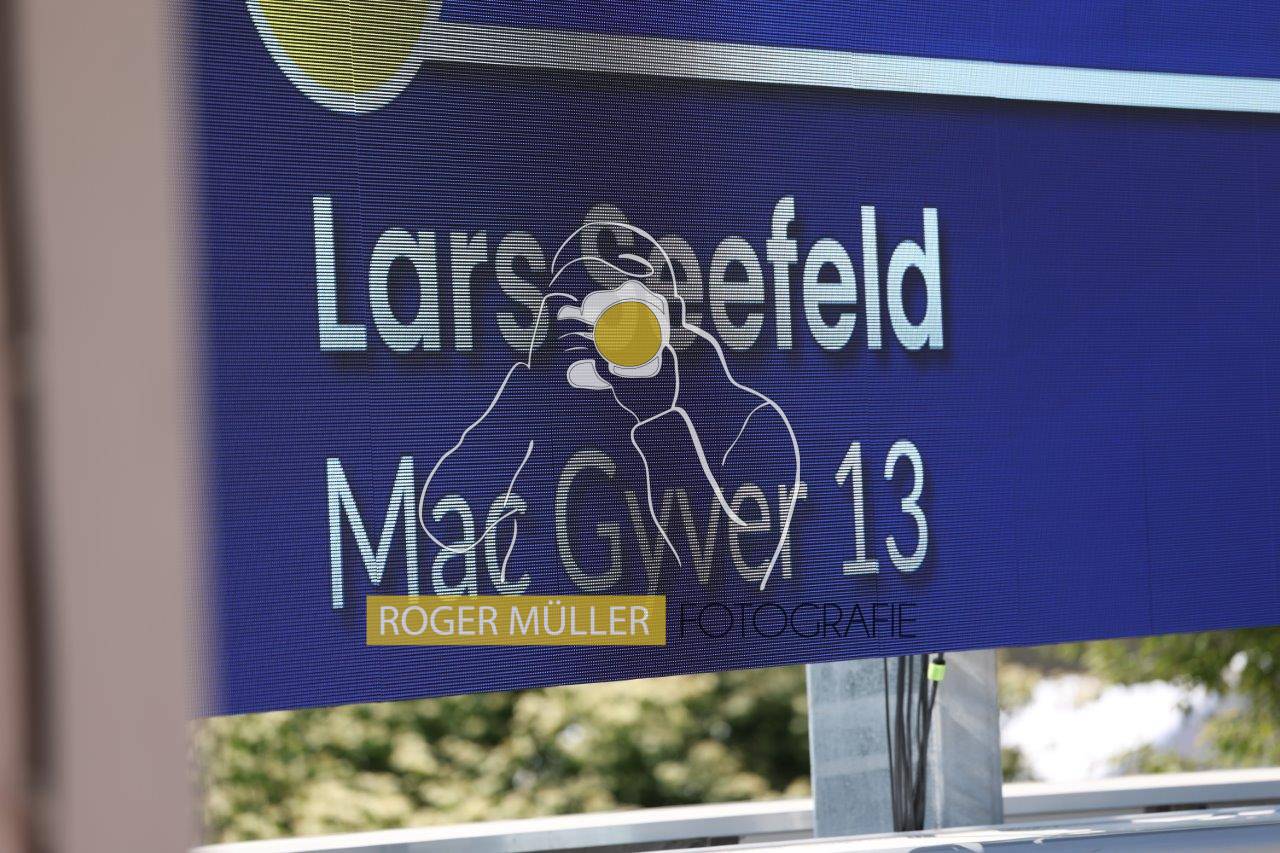 Lars Seefeld
Mac Gyver 13
ROGER MÜLLER FOTOGRAFIE